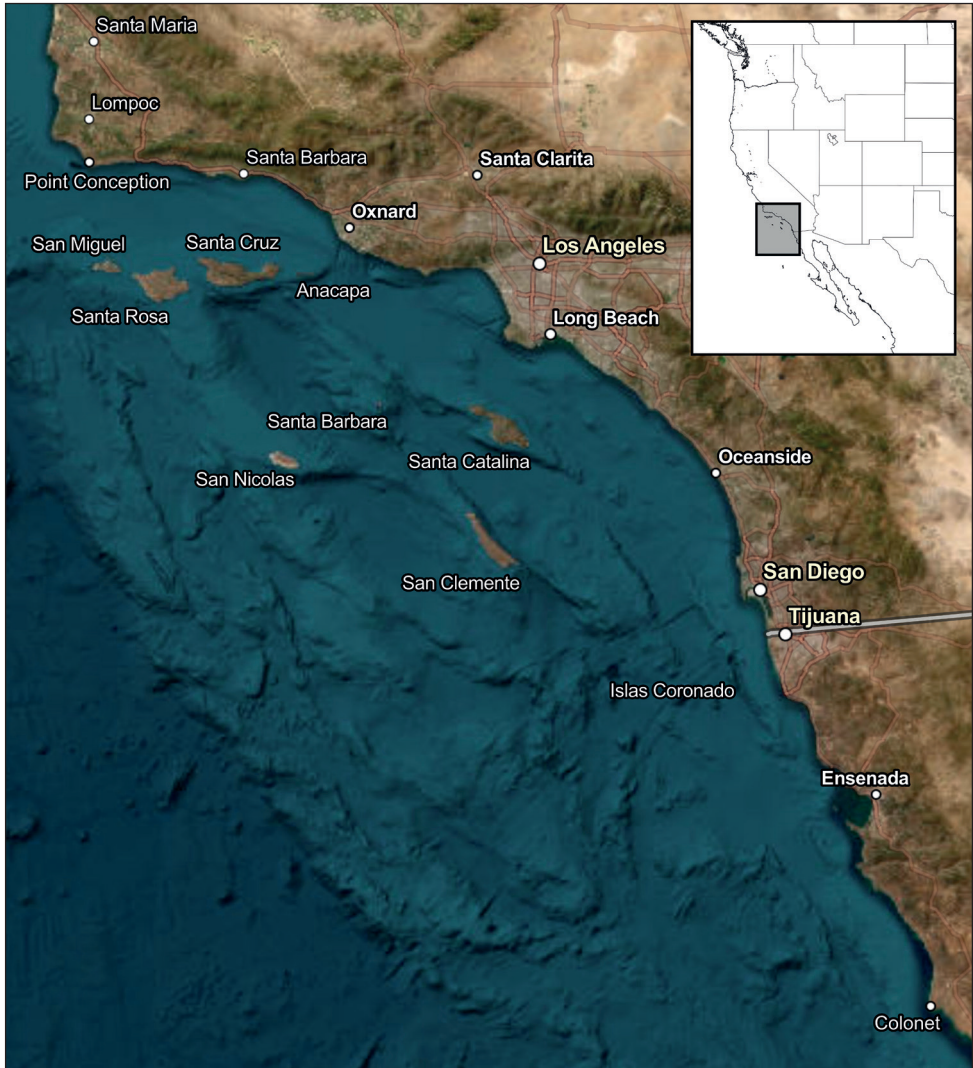 Santa Maria
Lompoc
Point Conception
Santa Barbara
Santa Clarita
Oxnard
San Miguel
Santa Cruz
Los Angeles
Anacapa
Santa Rosa
Long Beach
Santa Barbara
Santa Catalina
Oceanside
San Nicolas
San Clemente
San Diego
Tijuana
Islas Coronado
Ensenada
Colonet